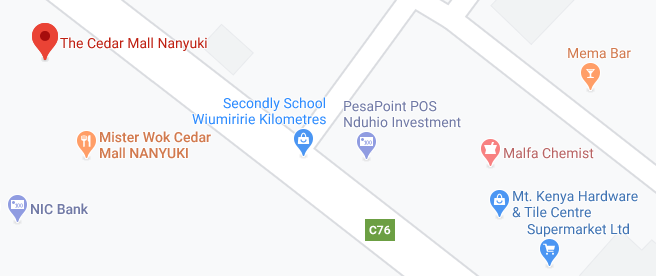 The Cedar Mall Nanyuki
Mema Bar
Secondly School
Wiumiririe Kilometres
PesaPoint POS
Nduhio Investment
Mister Wok Cedar
Mall NANYUKI
Malfa Chemist
NIC Bank
Mt. Kenya Hardware
& Tile Centre
Supermarket Ltd
C76